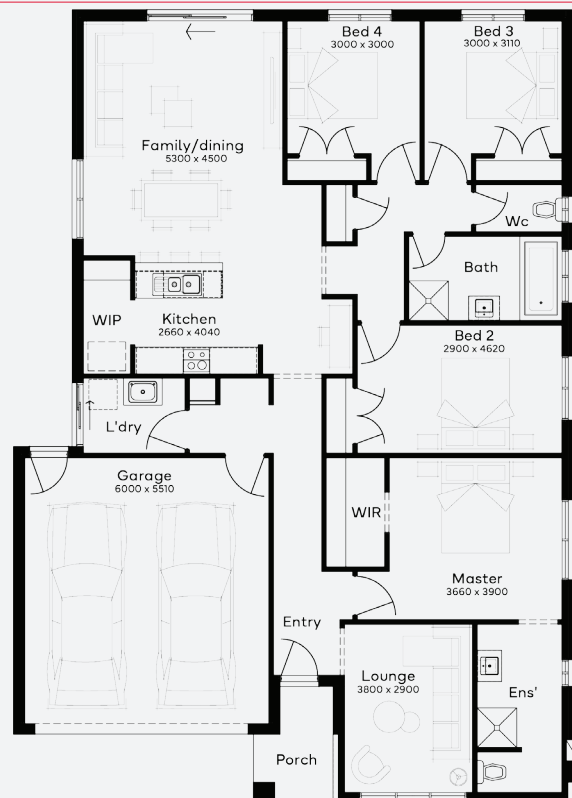 Bed 4
3000 x 3000
Bed 3
3000 x 3110
Family/dining
5300 x 4500
Wc
Bath
WIP
Kitchen
2660 x 4040
Bed 2
2900 x 4620
L'dry
Garage
6000 x 5510
WIR
Master
3660 x 3900
Entry
Lounge
3800 x 2900
Ens'
Porch